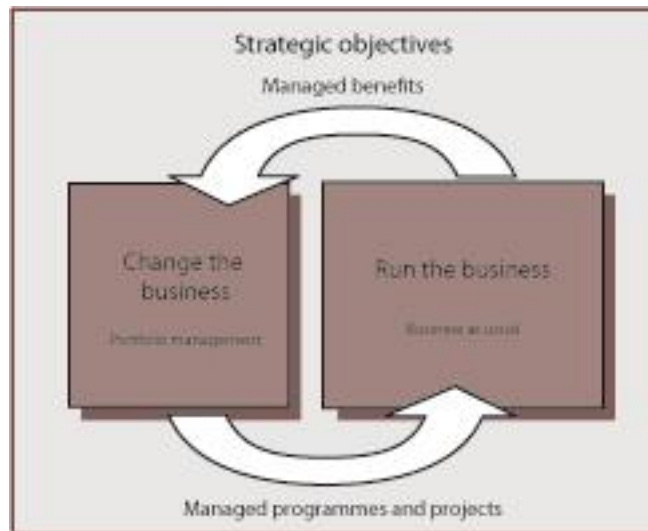 Strategic objectives
Managed benefits
Change the
business
Portfolio management
Run the business
Business as usual
Managed programmes and projects